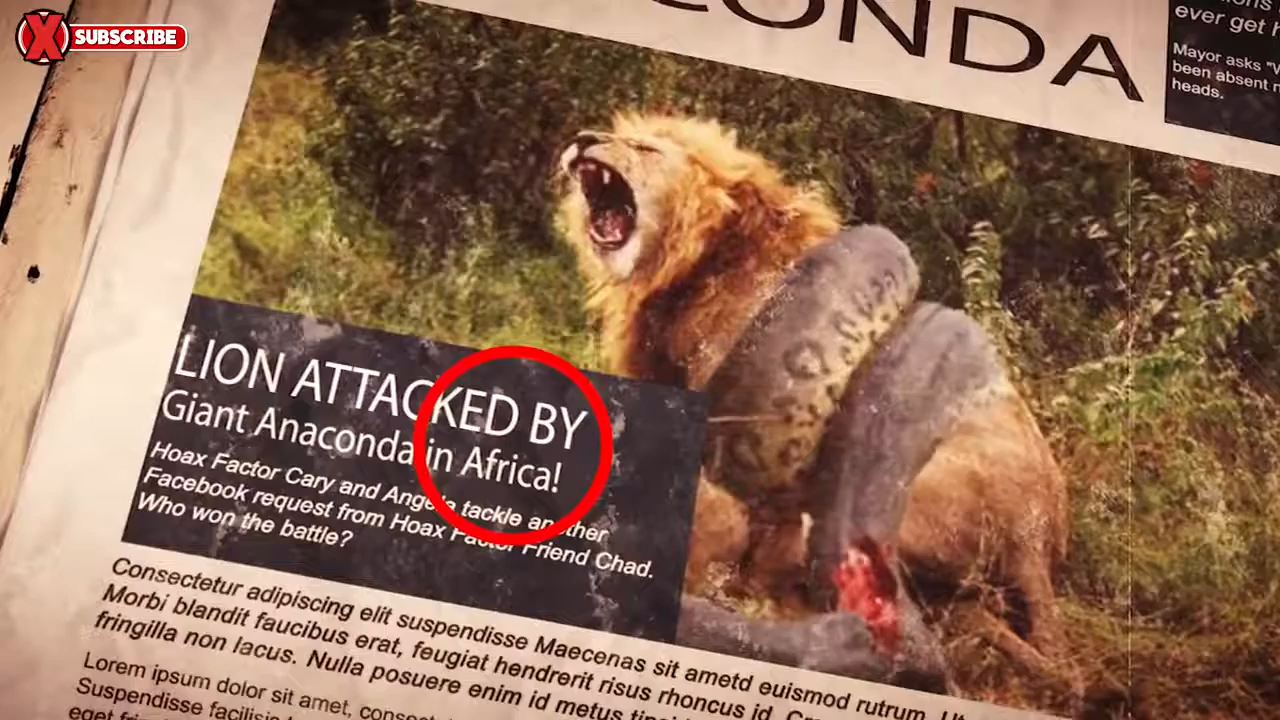 X SUBSCRIBE
ONDA
ever get
Mayor asks
been absent
heads.
LION ATTACKED BY
Giant Anaconda in Africa!
Hoax Factor Cary and Angela tackle another
Facebook request from Hoax Factor Friend Chad.
Who won the battle?
Consectetur adipiscing elit suspendisse Maecenas sit ametd euismod rutrum.
Morbi blandit faucibus erat, feugiat hendrerit risus rhoncus id.
fringilla non lacus. Nulla posuere enim id metus
Lorem ipsum dolor sit amet,
Suspendisse
eget